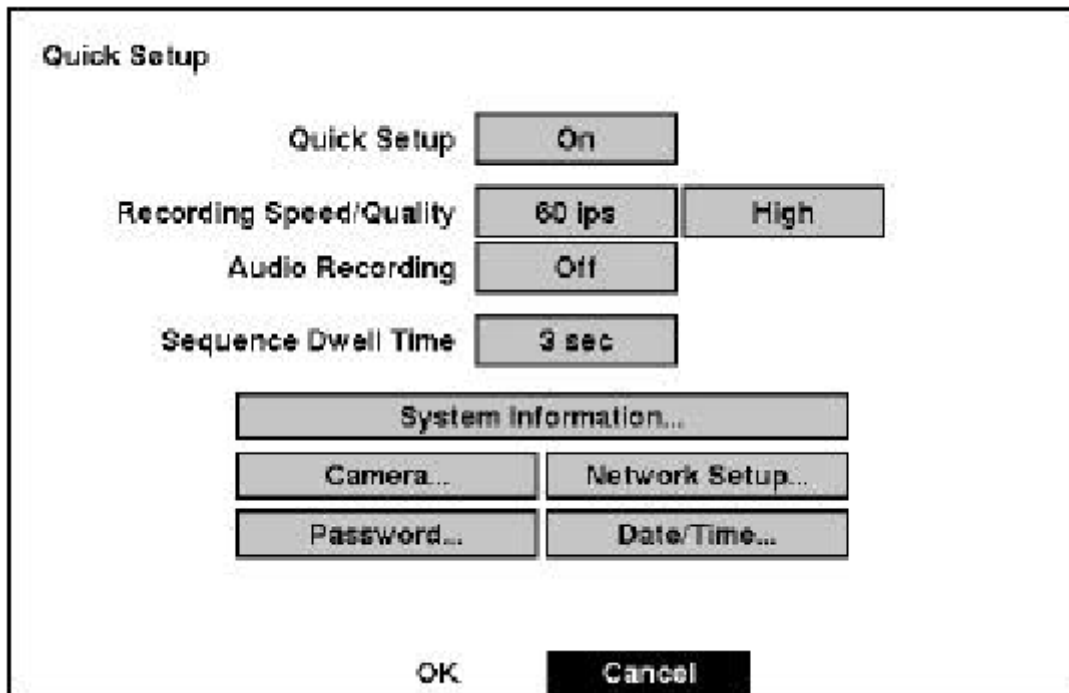 Quick Setup
Quick Setup On
Recording Speed/Quality 60 ips High
Audio Recording Off
Sequence Dwell Time 3 sec
System Information...
Camera... Network Setup...
Password... Date/Time...
OK Cancel